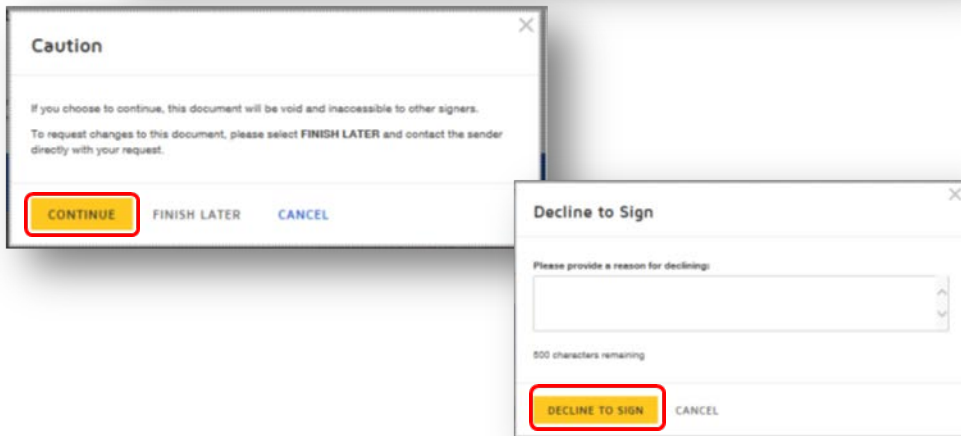 Caution
If you choose to continue, this document will be void and inaccessible to other signers.
To request changes to this document, please select FINISH LATER and contact the sender
directly with your request.
CONTINUE FINISH LATER CANCEL
Decline to Sign
Please provide a reason for declining:
500 characters remaining
DECLINE TO SIGN CANCEL